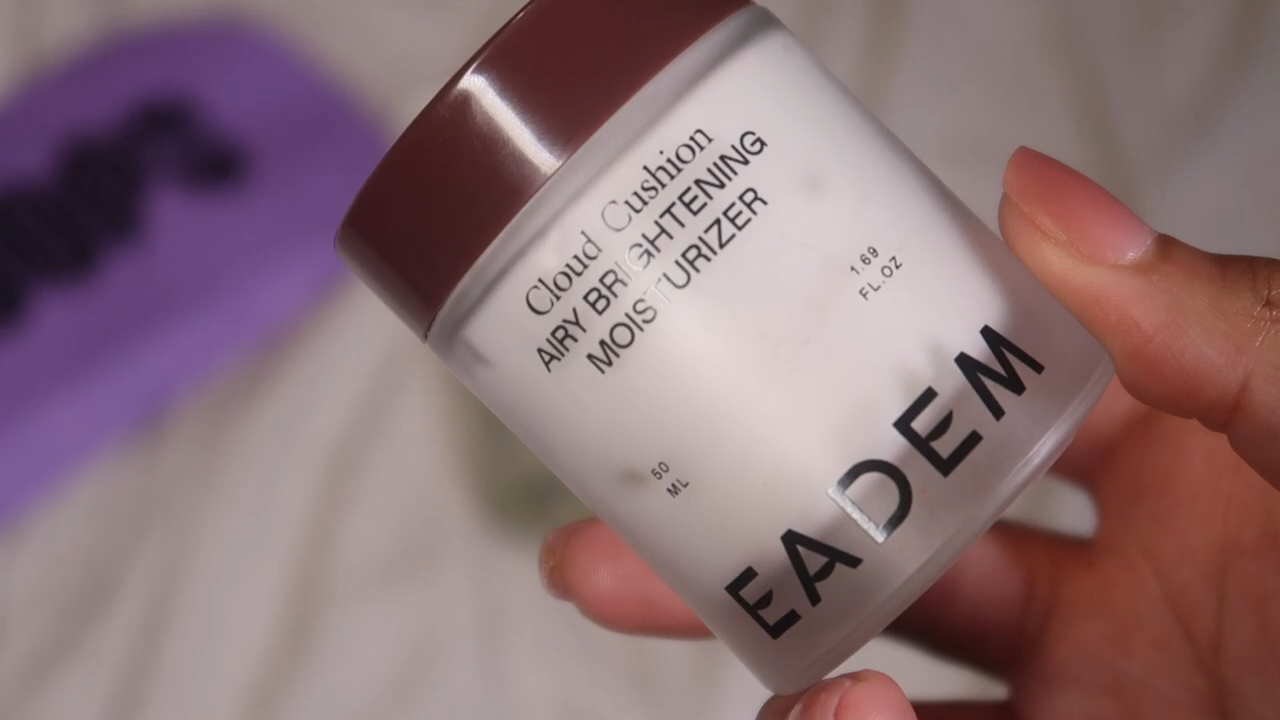 Cloud Cushion
AIRY BRIGHTENING
MOISTURIZER
1.69
FL.OZ
50
ML
EADEM